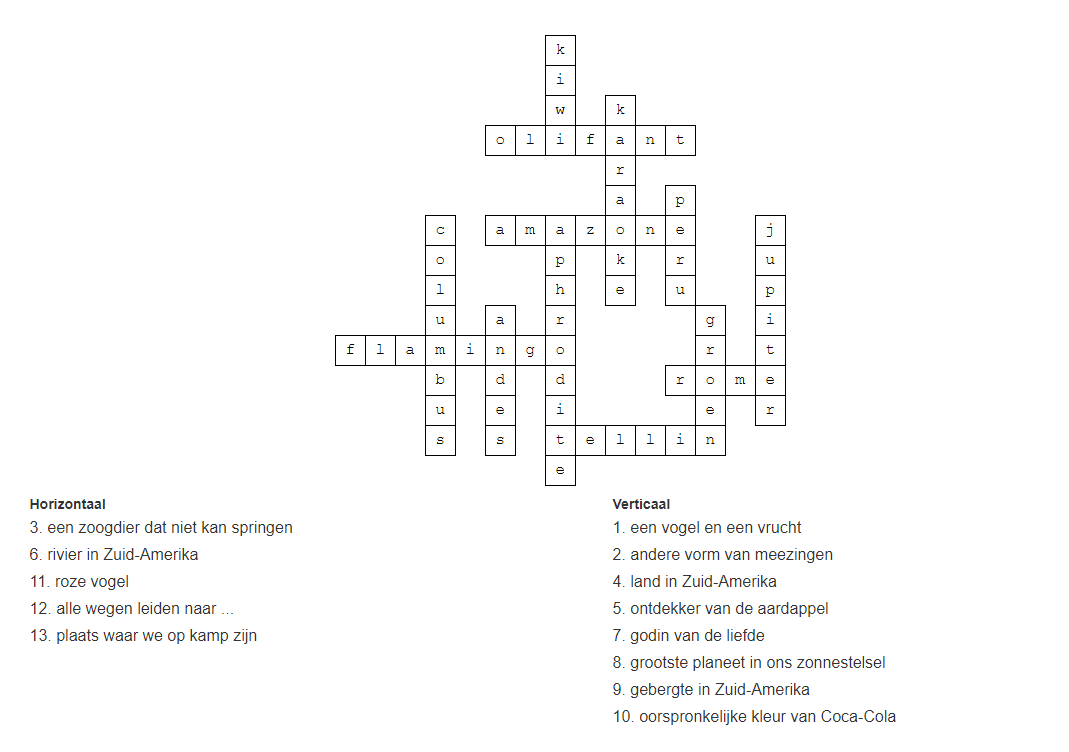 k
i
w k
o l i f a n t
r
a p
c a m a z o n e j
o p k r u
l h e u p
u a r g i
f l a m i n g o r t
b d d r o m e
u e i e r
s s t e l l i n
e
Horizontaal
3. een zoogdier dat niet kan springen
6. rivier in Zuid-Amerika
11. roze vogel
12. alle wegen leiden naar ...
13. plaats waar we op kamp zijn
Verticaal
1. een vogel en een vrucht
2. andere vorm van meezingen
4. land in Zuid-Amerika
5. ontdekker van de aardappel
7. godin van de liefde
8. grootste planeet in ons zonnestelsel
9. gebergte in Zuid-Amerika
10. oorspronkelijke kleur van Coca-Cola